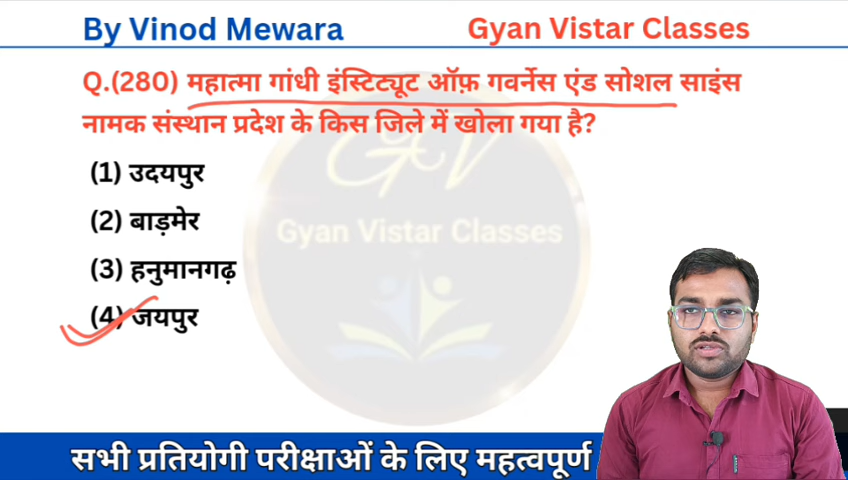 By Vinod Mewara
Gyan Vistar Classes
Q.(280) महात्मा गांधी इंस्टिट्यूट ऑफ़ गवर्नेस एंड सोशल साइंस
नामक संस्थान प्रदेश के किस जिले में खोला गया है?
(1) उदयपुर
(2) बाड़मेर
(3) हनुमानगढ़
(4) जयपुर
GV
Gyan Vistar Classes
सभी प्रतियोगी परीक्षाओं के लिए महत्वपूर्ण